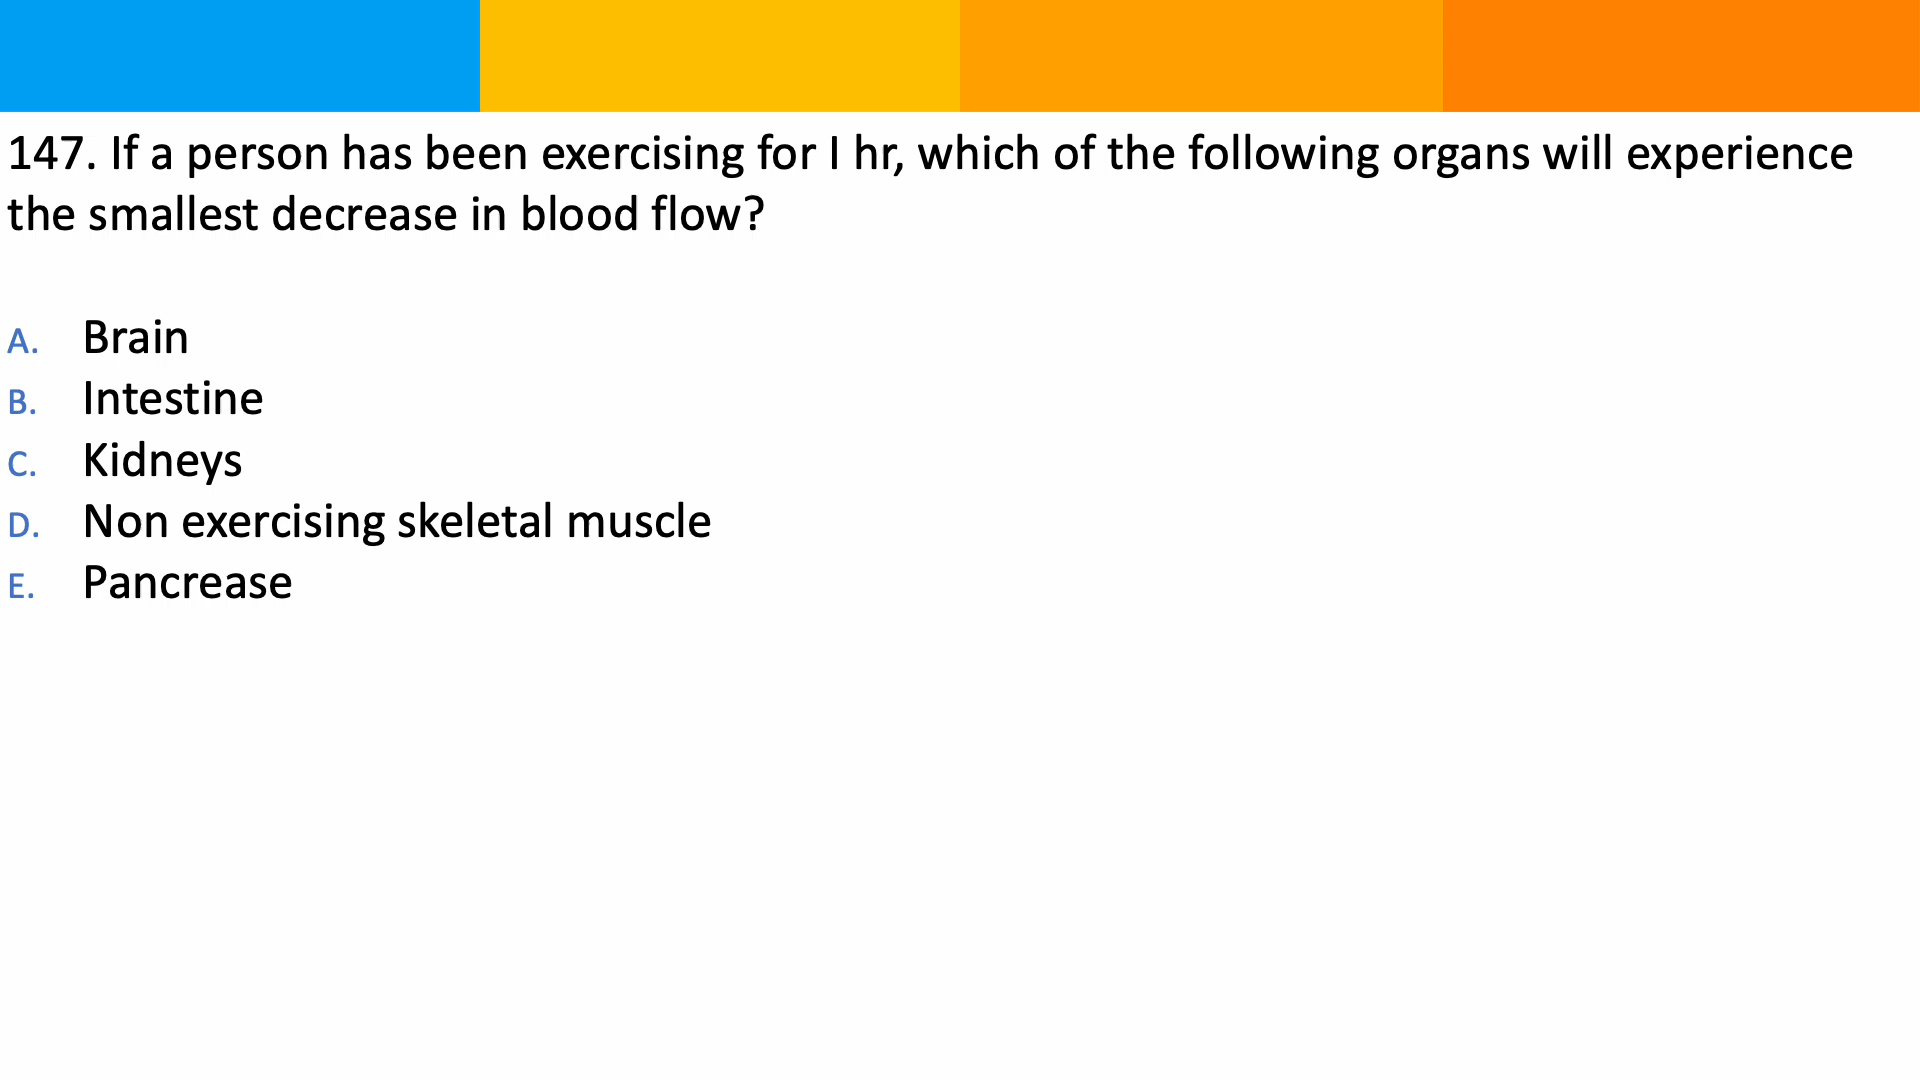 147. If a person has been exercising for I hr, which of the following organs will experience
the smallest decrease in blood flow?
A. Brain
B. Intestine
C. Kidneys
D. Non exercising skeletal muscle
E. Pancrease